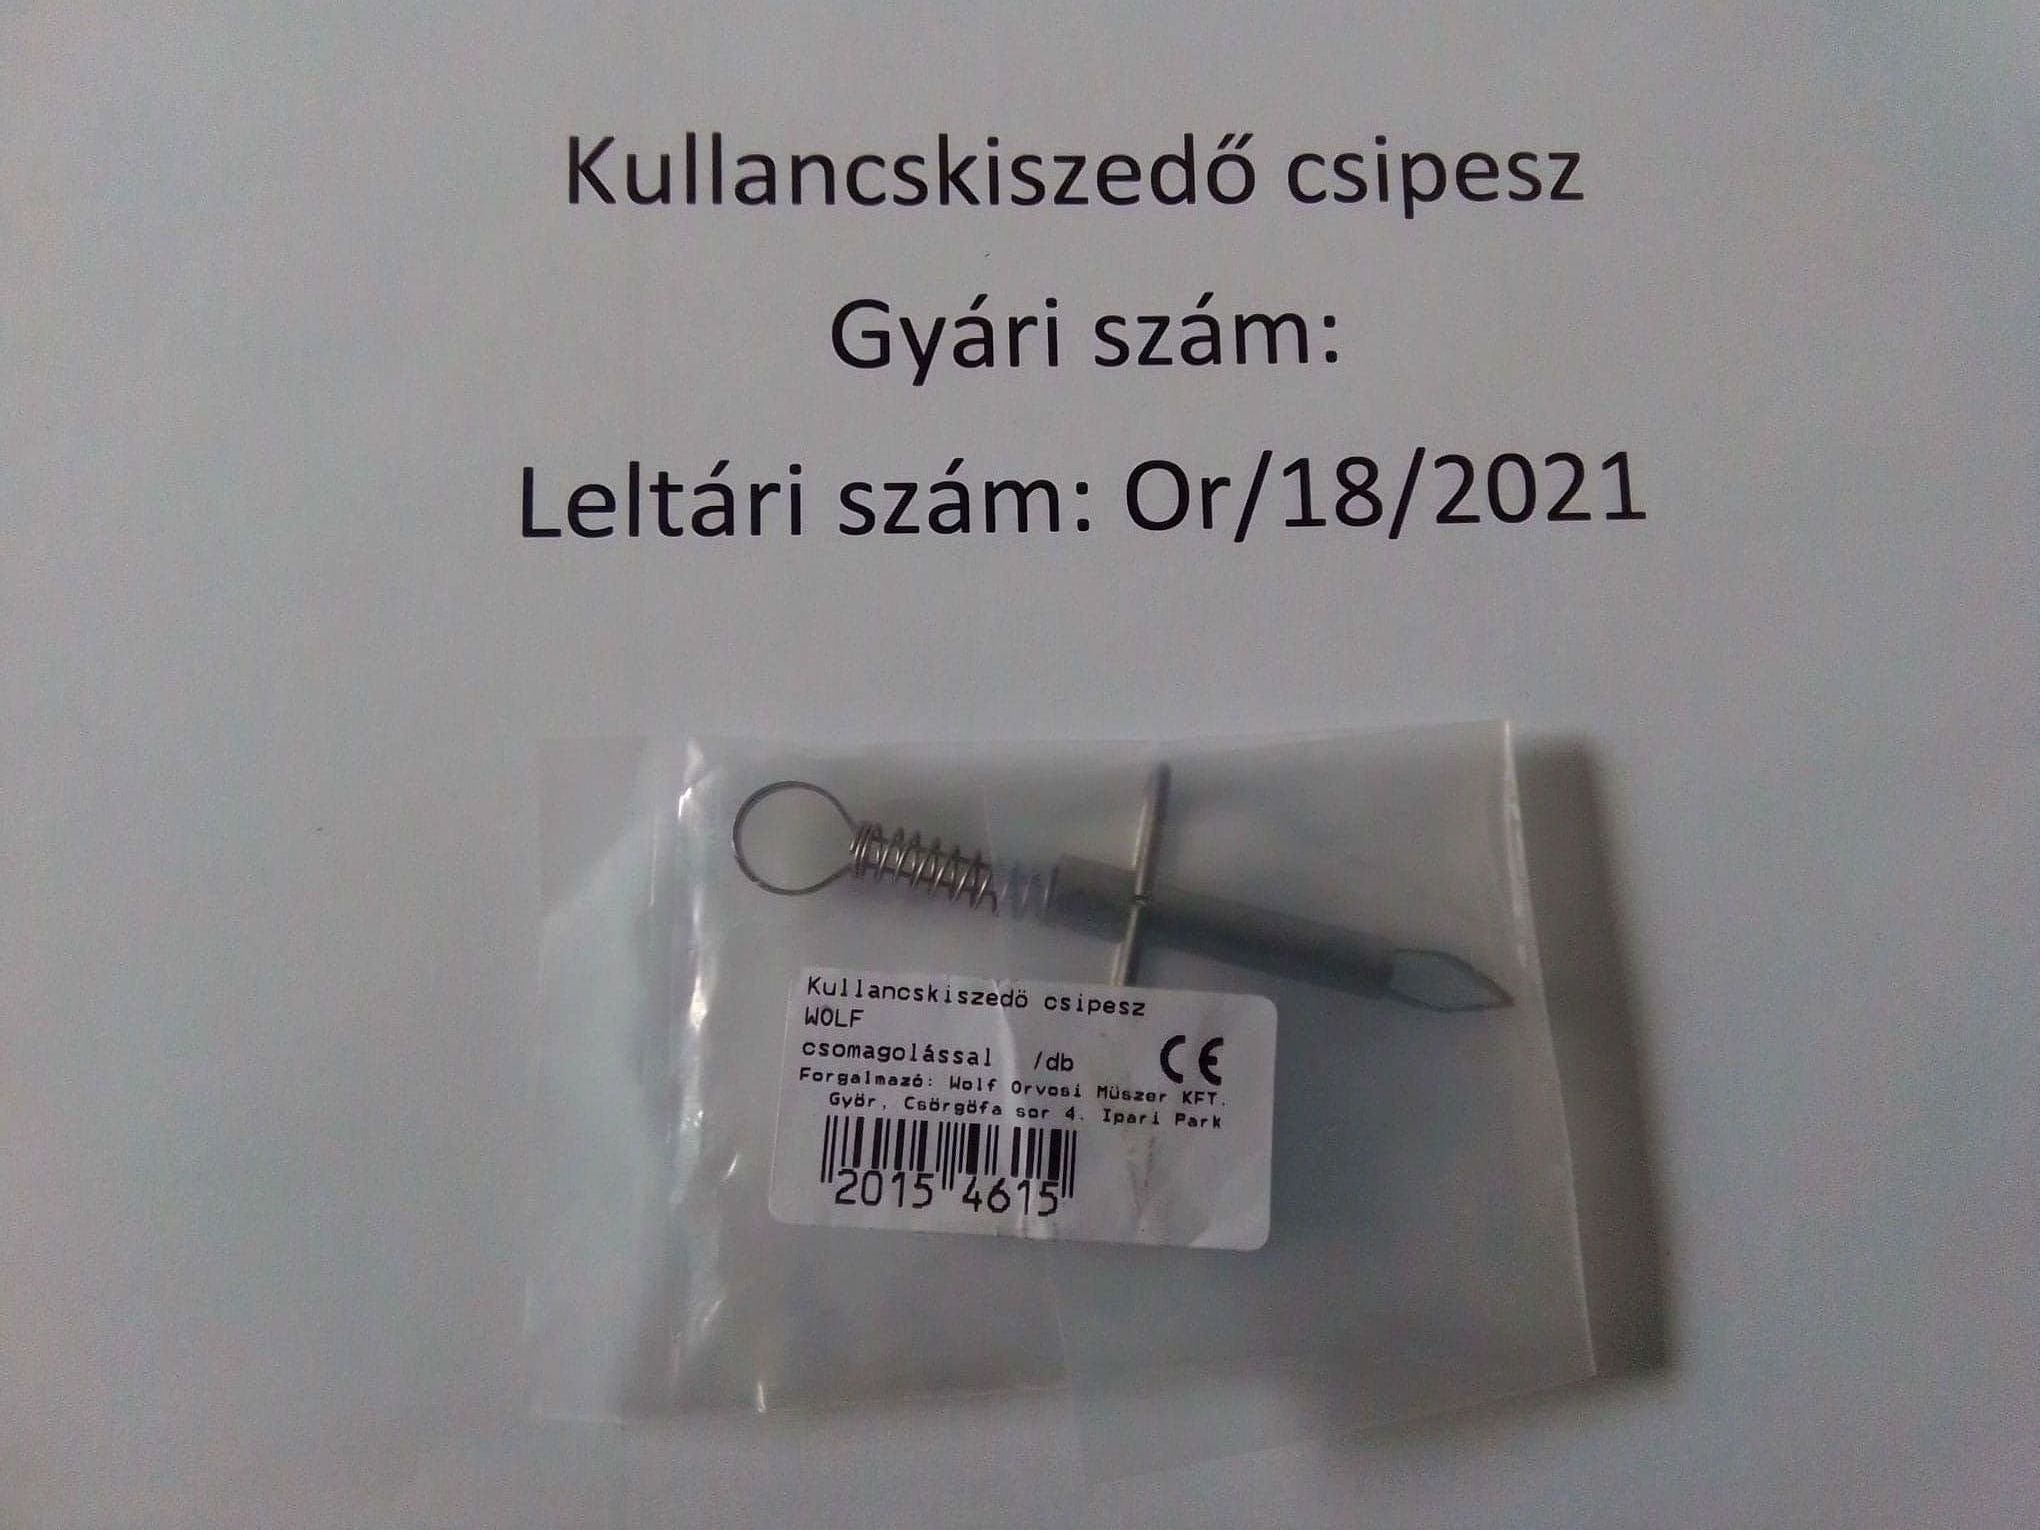 Kullancskiszedő csipesz
Gyári szám:
Leltári szám: Or/18/2021
Kullancskiszedö csipesz
WOLF
csomagolással /db
CE
Forgalmazó: Wolf Orvosi Müszer KFT.
Györ, Csörgöfa sor 4. Ipari Park
2015 4615